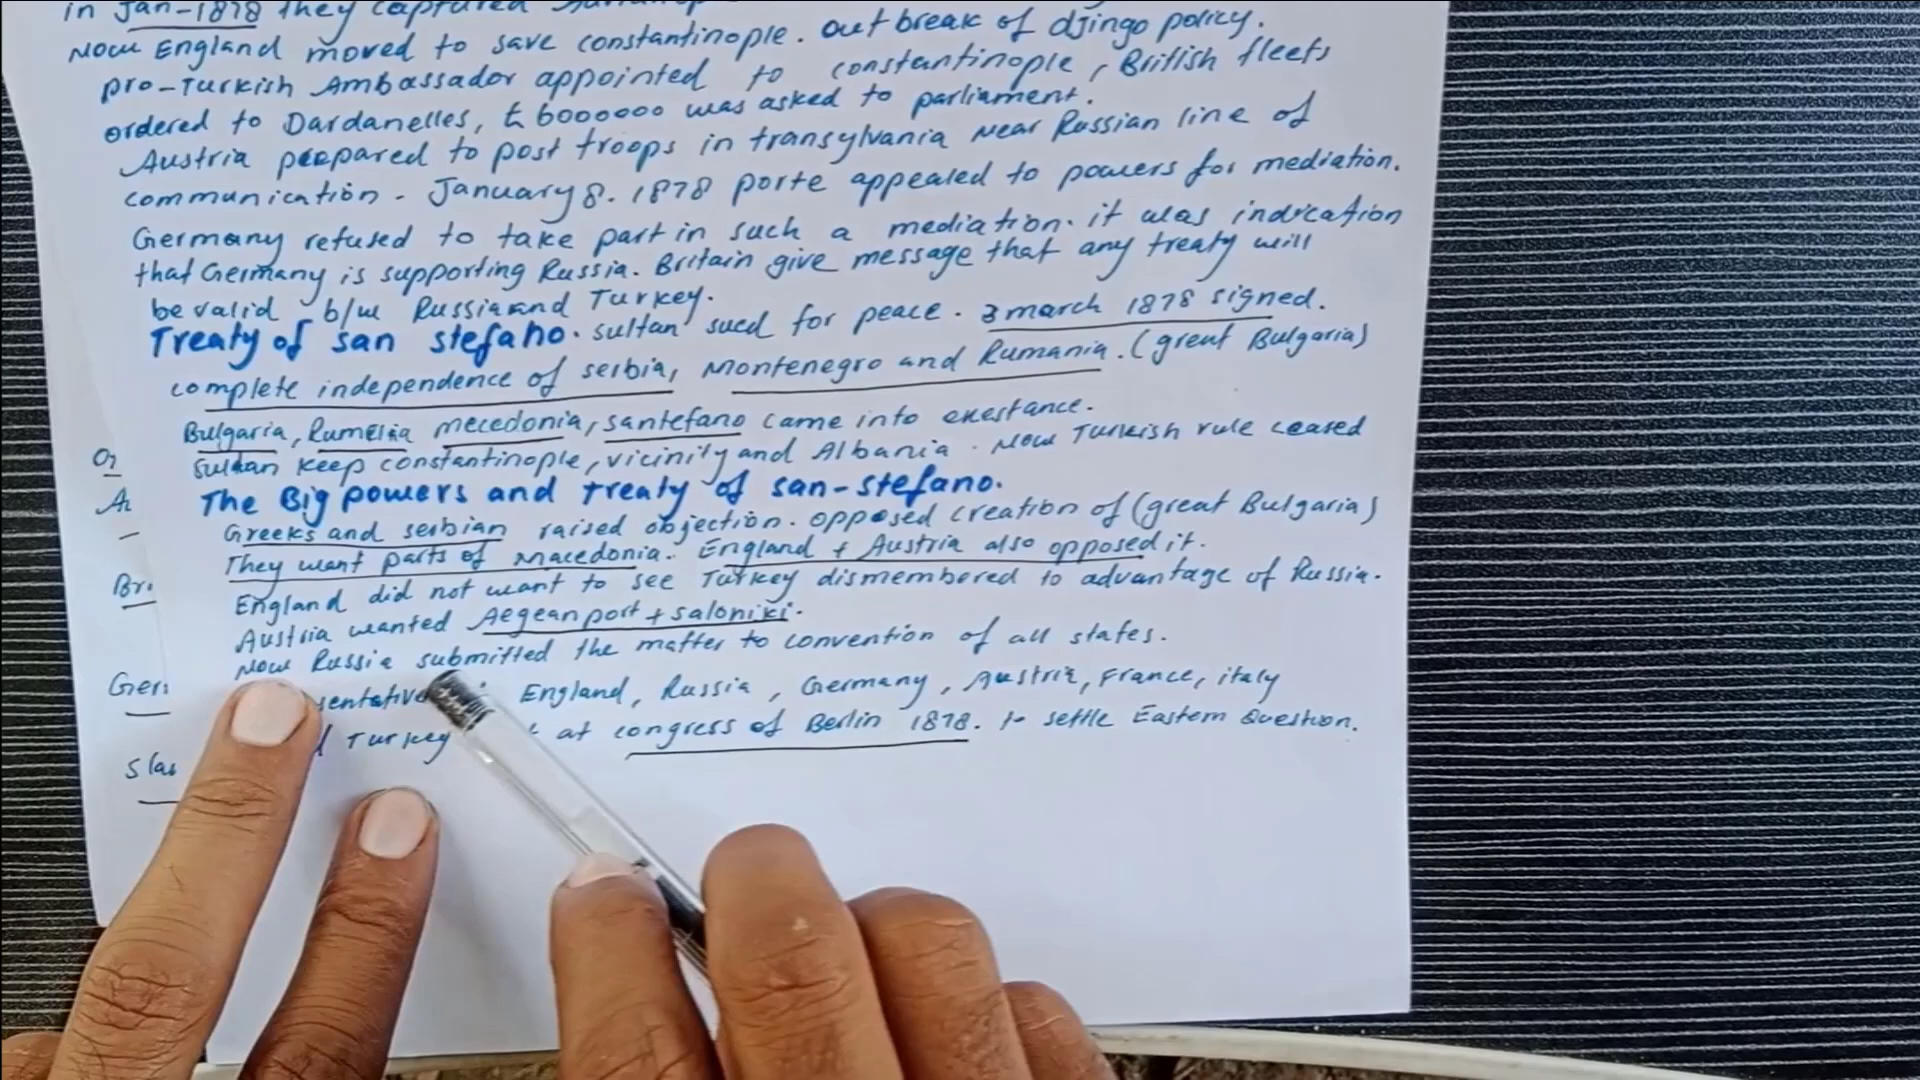 in Jan-1878 they captured
Now England moved to save constantinople. out break of djingo policy.
pro-Turkish Ambassador appointed to constantinople, British fleets
ordered to Dardanelles, £ 6000000 was asked to parliament.
Austria prepared to post troops in transylvania near Russian line of
communication - January 8. 1878 porte appealed to powers for mediation.
Germany refused to take part in such a mediation. it was indication
that Germany is supporting Russia. Britain give message that any treaty will
be valid b/w Russia and Turkey.
Treaty of san stefano. sultan sued for peace. 3 march 1878 signed.
complete independence of serbia, Montenegro and Rumania. (great Bulgaria)
Bulgaria, Rumelia mecedonia, santefano came into exestance.
sultan keep constantinople, vicinity and Albania. Now Turkish rule ceased
The Big powers and treaty of san-stefano.
Greeks and serbian raised objection. opposed creation of (great Bulgaria)
They want parts of Macedonia. England + Austria also opposed it.
England did not want to see Turkey dismembered to advantage of Russia.
Austria wanted Aegean port + saloniki.
Now Russia submitted the matter to convention of all states.
England, Russia, Germany, Austria, France, italy
Turkey at congress of Berlin 1878. to settle Eastern Question.